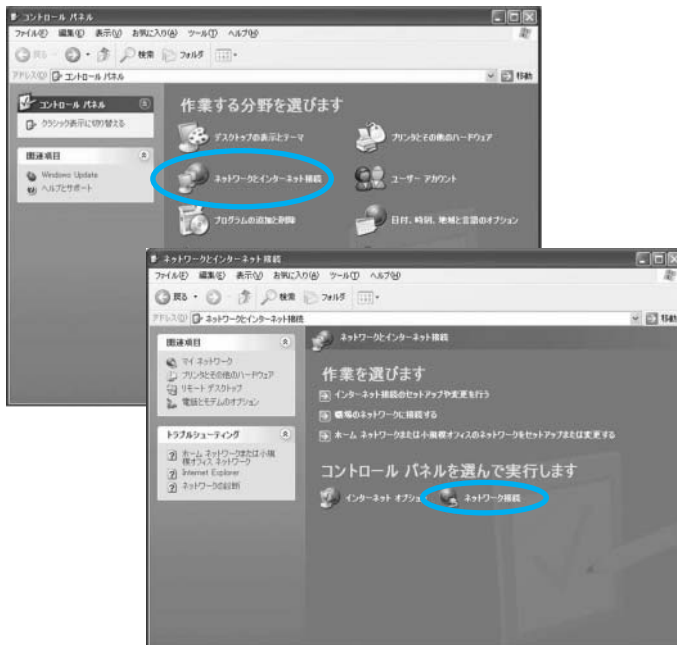 コントロール パネル
ファイル(F) 編集(E) 表示(V) お気に入り(A) ツール(T) ヘルプ(H)
戻る 検索 フォルダ
アドレス(D) コントロール パネル 移動
コントロール パネル
クラシック表示に切り替える
関連項目
Windows Update
ヘルプとサポート
作業する分野を選びます
デスクトップの表示とテーマ
プリンタとその他のハードウェア
ネットワークとインターネット接続
ユーザー アカウント
プログラムの追加と削除
日付、時刻、地域と言語のオプション
ネットワークとインターネット接続
ファイル(F) 編集(E) 表示(V) お気に入り(A) ツール(T) ヘルプ(H)
戻る 検索 フォルダ
アドレス(D) ネットワークとインターネット接続 移動
関連項目
マイ ネットワーク
プリンタとその他のハードウェア
リモート デスクトップ
電話とモデムのオプション
トラブルシューティング
ホーム ネットワークまたは小規
模オフィス ネットワーク
Internet Explorer
ネットワークの診断
ネットワークとインターネット接続
作業を選びます
インターネット接続のセットアップや変更を行う
職場のネットワークに接続する
ホーム ネットワークまたは小規模オフィスのネットワークをセットアップまたは変更する
コントロール パネルを選んで実行します
インターネット オプション ネットワーク接続